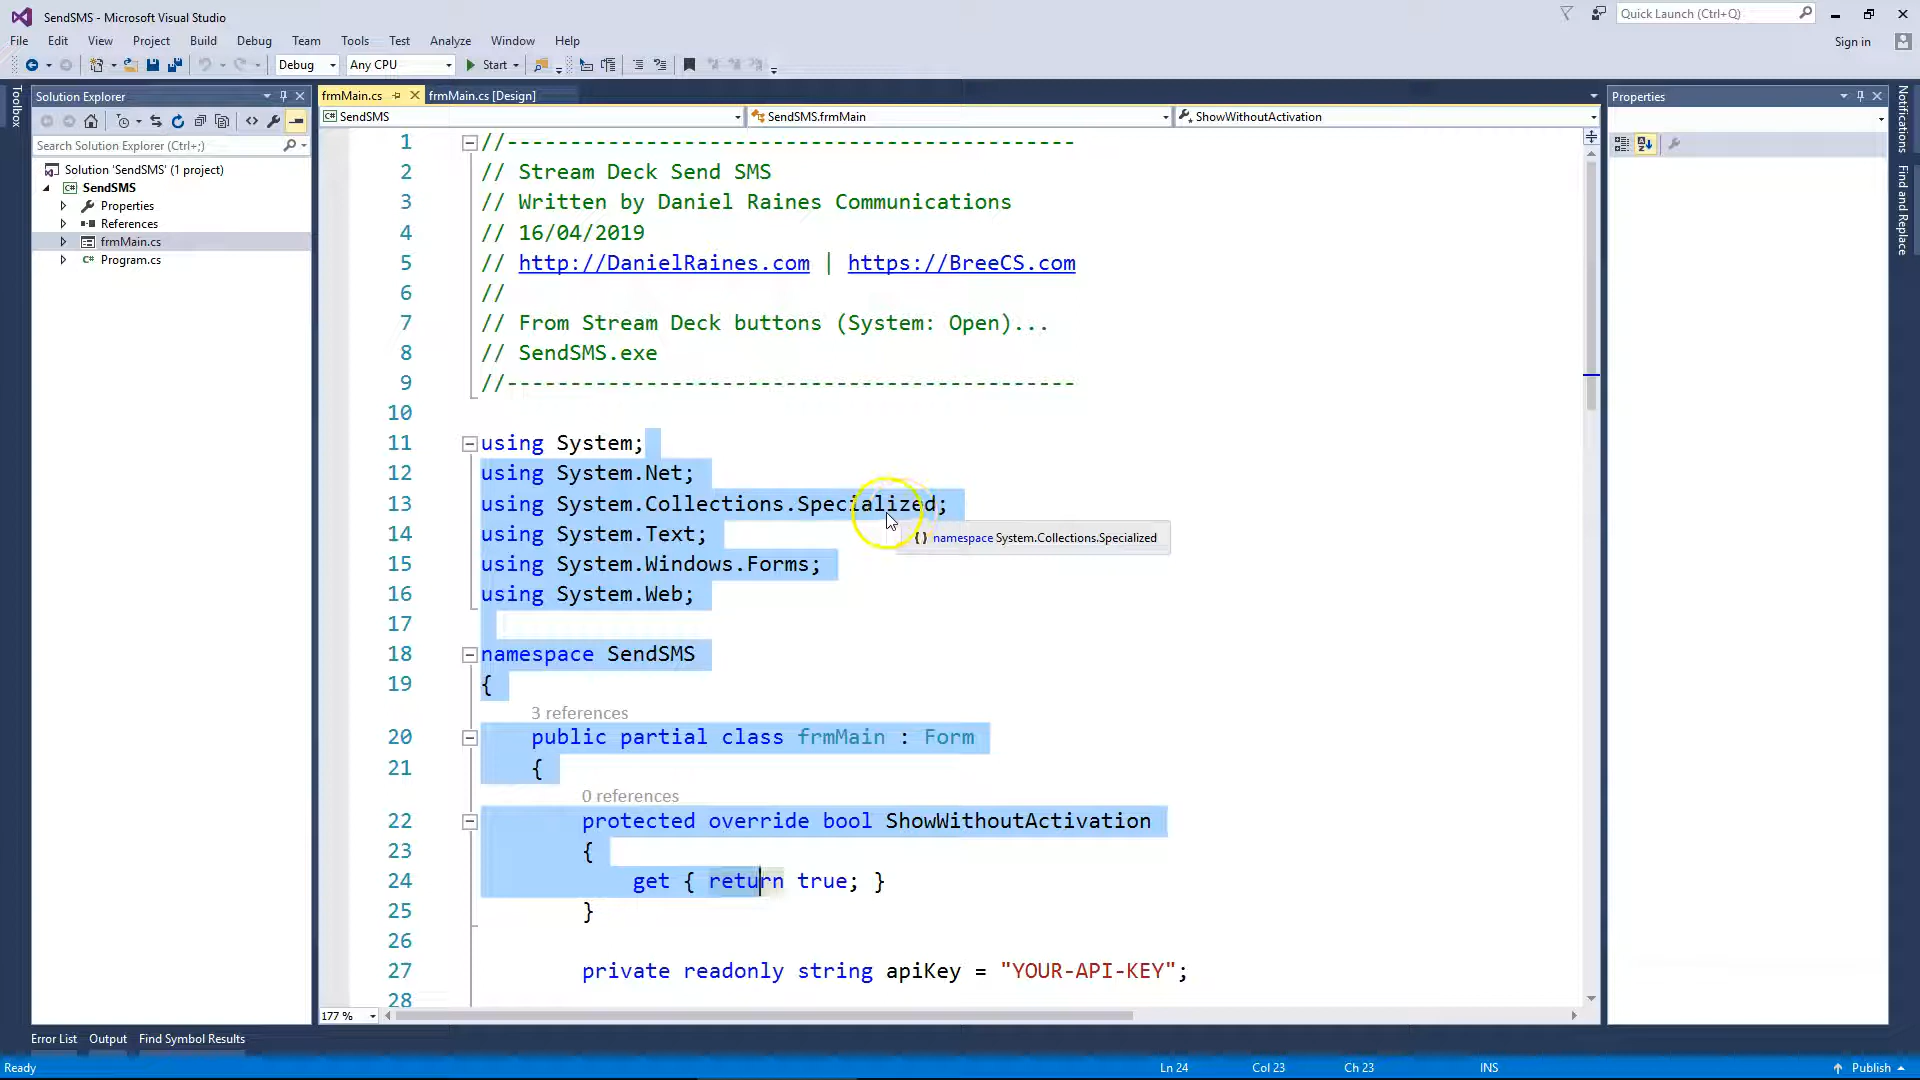 SendSMS - Microsoft Visual Studio
Quick Launch (Ctrl+Q)
File Edit View Project Build Debug Team Tools Test Analyze Window Help
Sign in
Debug Any CPU Start
Toolbox
Solution Explorer
Search Solution Explorer (Ctrl+;)
Solution 'SendSMS' (1 project)
SendSMS
Properties
References
frmMain.cs
Program.cs
frmMain.cs frmMain.cs [Design]
SendSMS SendSMS.frmMain ShowWithoutActivation
1 //---------------------------------------------
2 // Stream Deck Send SMS
3 // Written by Daniel Raines Communications
4 // 16/04/2019
5 // http://DanielRaines.com | https://BreeCS.com
6 //
7 // From Stream Deck buttons (System: Open)...
8 // SendSMS.exe
9 //---------------------------------------------
10
11 using System;
12 using System.Net;
13 using System.Collections.Specialized;
{} namespace System.Collections.Specialized
14 using System.Text;
15 using System.Windows.Forms;
16 using System.Web;
17
18 namespace SendSMS
19 {
3 references
20 public partial class frmMain : Form
21 {
0 references
22 protected override bool ShowWithoutActivation
23 {
24 get { return true; }
25 }
26
27 private readonly string apiKey = "YOUR-API-KEY";
28
177 %
Properties
Notifications
Find and Replace
Error List Output Find Symbol Results
Ready Ln 24 Col 23 Ch 23 INS Publish